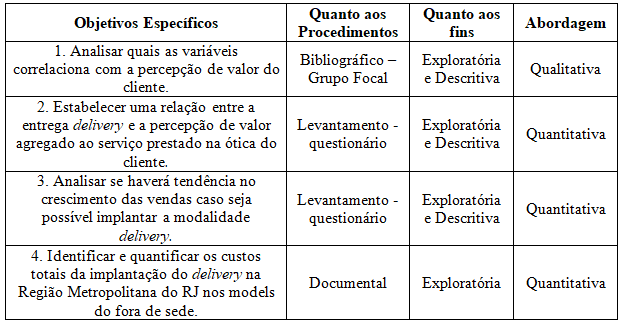 Objetivos Específicos
Quanto aos
Procedimentos
Quanto aos
fins
Abordagem
1. Analisar quais as variáveis
correlaciona com a percepção de valor do
cliente.
Bibliográfico –
Grupo Focal
Exploratória
e Descritiva
Qualitativa
2. Estabelecer uma relação entre a
entrega delivery e a percepção de valor
agregado ao serviço prestado na ótica do
cliente.
Levantamento -
questionário
Exploratória
e Descritiva
Quantitativa
3. Analisar se haverá tendência no
crescimento das vendas caso seja
possível implantar a modalidade
delivery.
Levantamento -
questionário
Exploratória
e Descritiva
Quantitativa
4. Identificar e quantificar os custos
totais da implantação do delivery na
Região Metropolitana do RJ nos models
do fora de sede.
Documental
Exploratória
Quantitativa